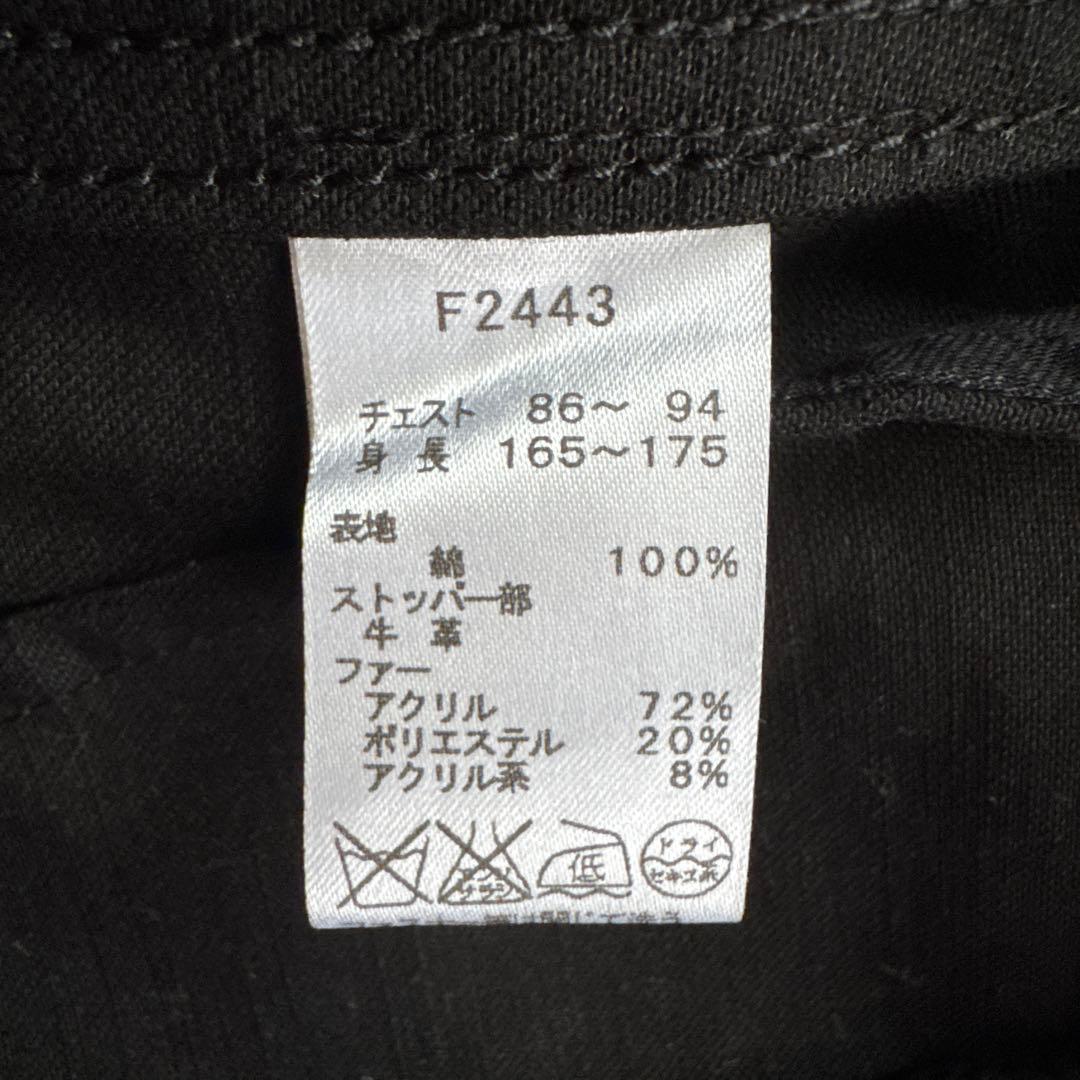 F2443
チェスト 86～ 94
身 長 165～175
表地
綿 100%
ストッパー部
牛 革
ファー
アクリル 72%
ポリエステル 20%
アクリル系 8%
低
ドライ
セキユ系